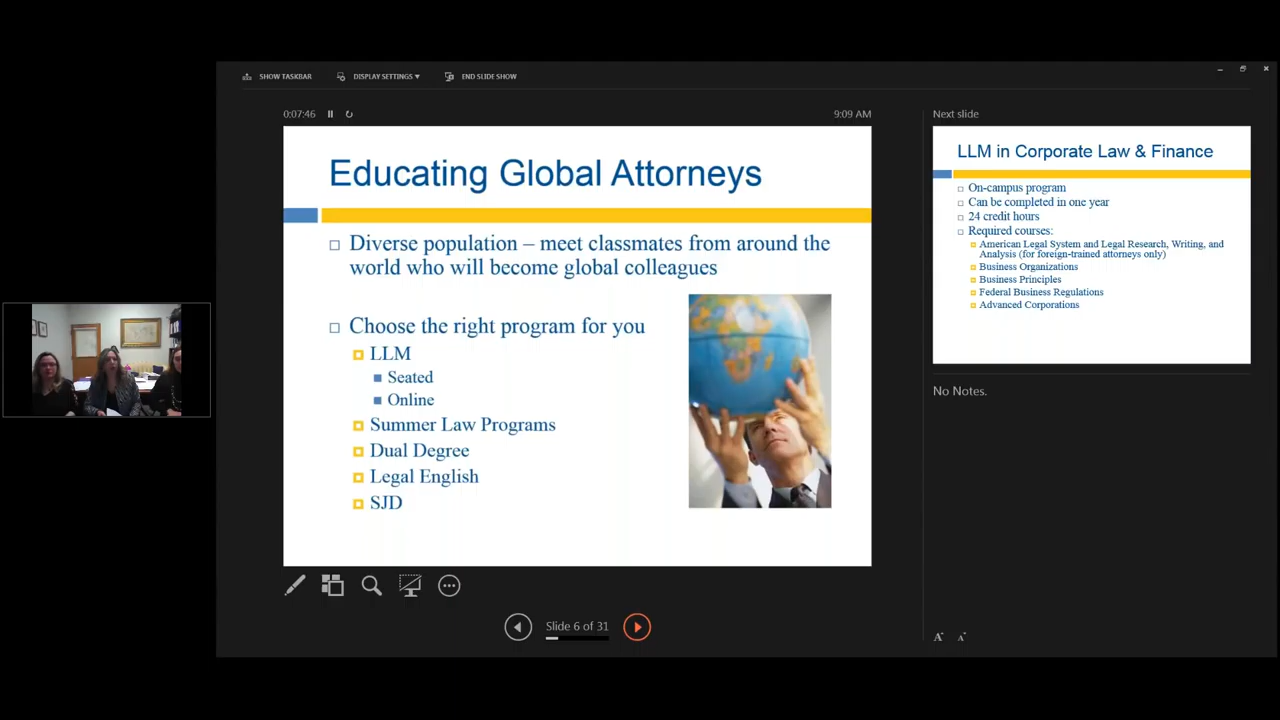 SHOW TASKBAR
DISPLAY SETTINGS ▼
END SLIDE SHOW
0:07:46
9:09 AM
Educating Global Attorneys
Diverse population – meet classmates from around the
world who will become global colleagues
Choose the right program for you
LLM
Seated
Online
Summer Law Programs
Dual Degree
Legal English
SJD
Slide 6 of 31
Next slide
LLM in Corporate Law & Finance
On-campus program
Can be completed in one year
24 credit hours
Required courses:
American Legal System and Legal Research, Writing, and
Analysis (for foreign-trained attorneys only)
Business Organizations
Business Principles
Federal Business Regulations
Advanced Corporations
No Notes.
A A